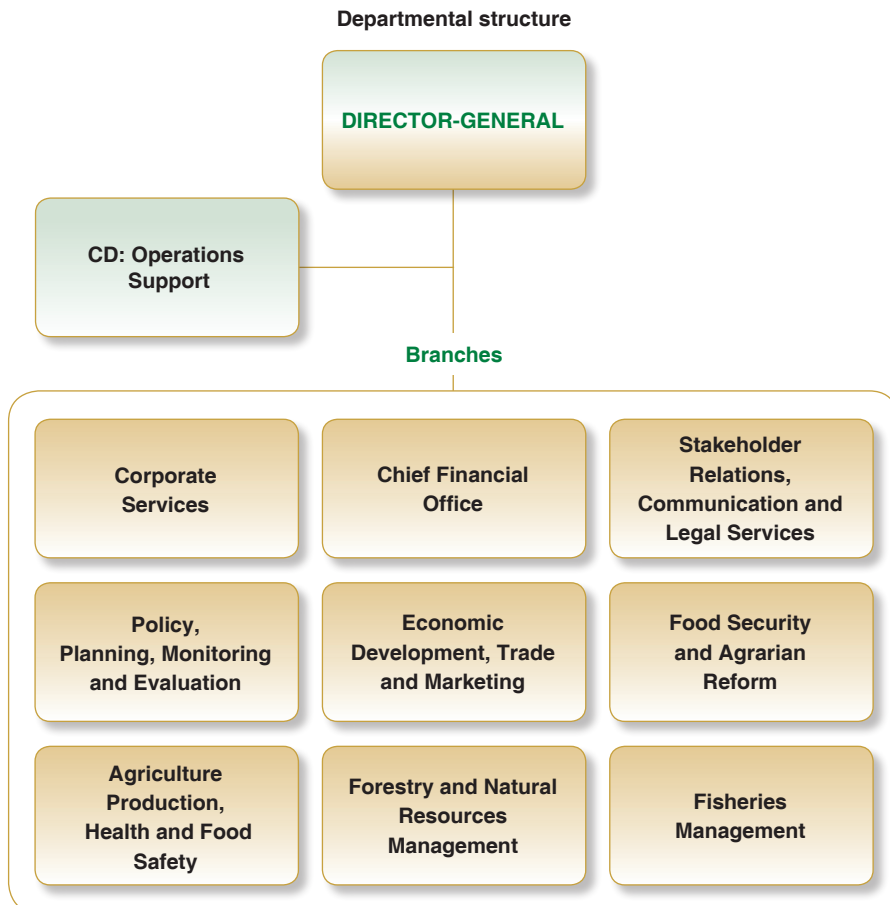 Departmental structure
DIRECTOR-GENERAL
CD: Operations
Support
Branches
Corporate
Services
Chief Financial
Office
Stakeholder
Relations,
Communication and
Legal Services
Policy,
Planning, Monitoring
and Evaluation
Economic
Development, Trade
and Marketing
Food Security
and Agrarian
Reform
Agriculture
Production,
Health and Food
Safety
Forestry and Natural
Resources
Management
Fisheries
Management